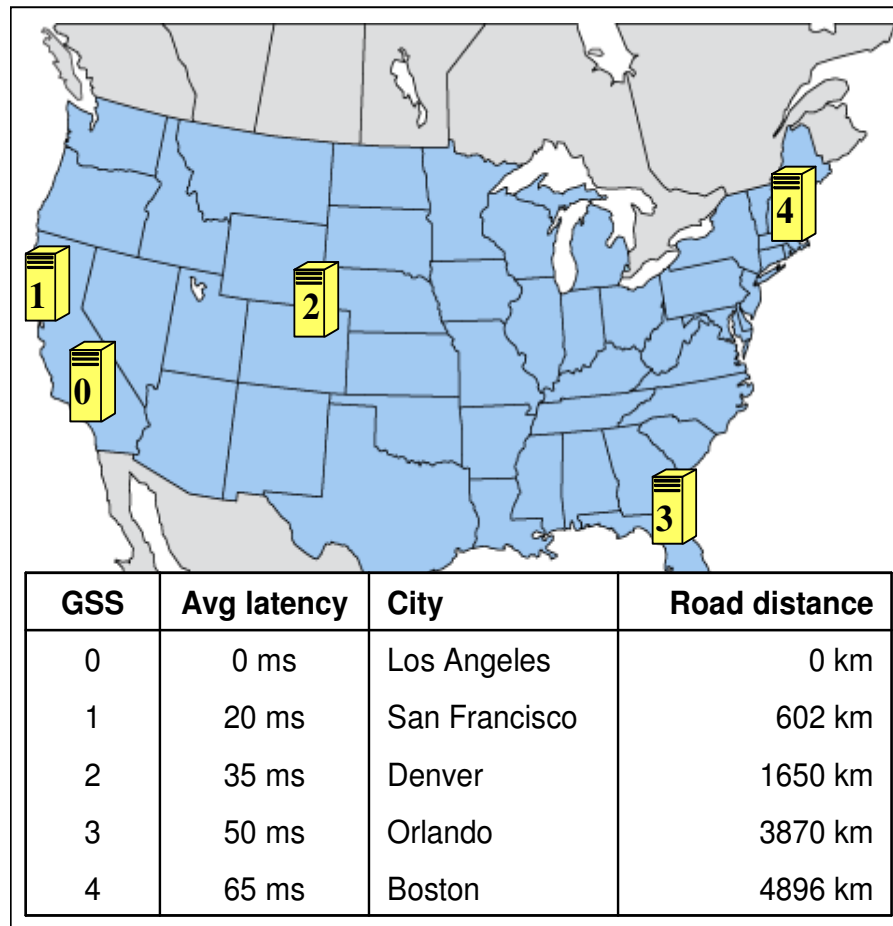 4
1
2
0
3
GSS Avg latency City Road distance
0 0 ms Los Angeles 0 km
1 20 ms San Francisco 602 km
2 35 ms Denver 1650 km
3 50 ms Orlando 3870 km
4 65 ms Boston 4896 km